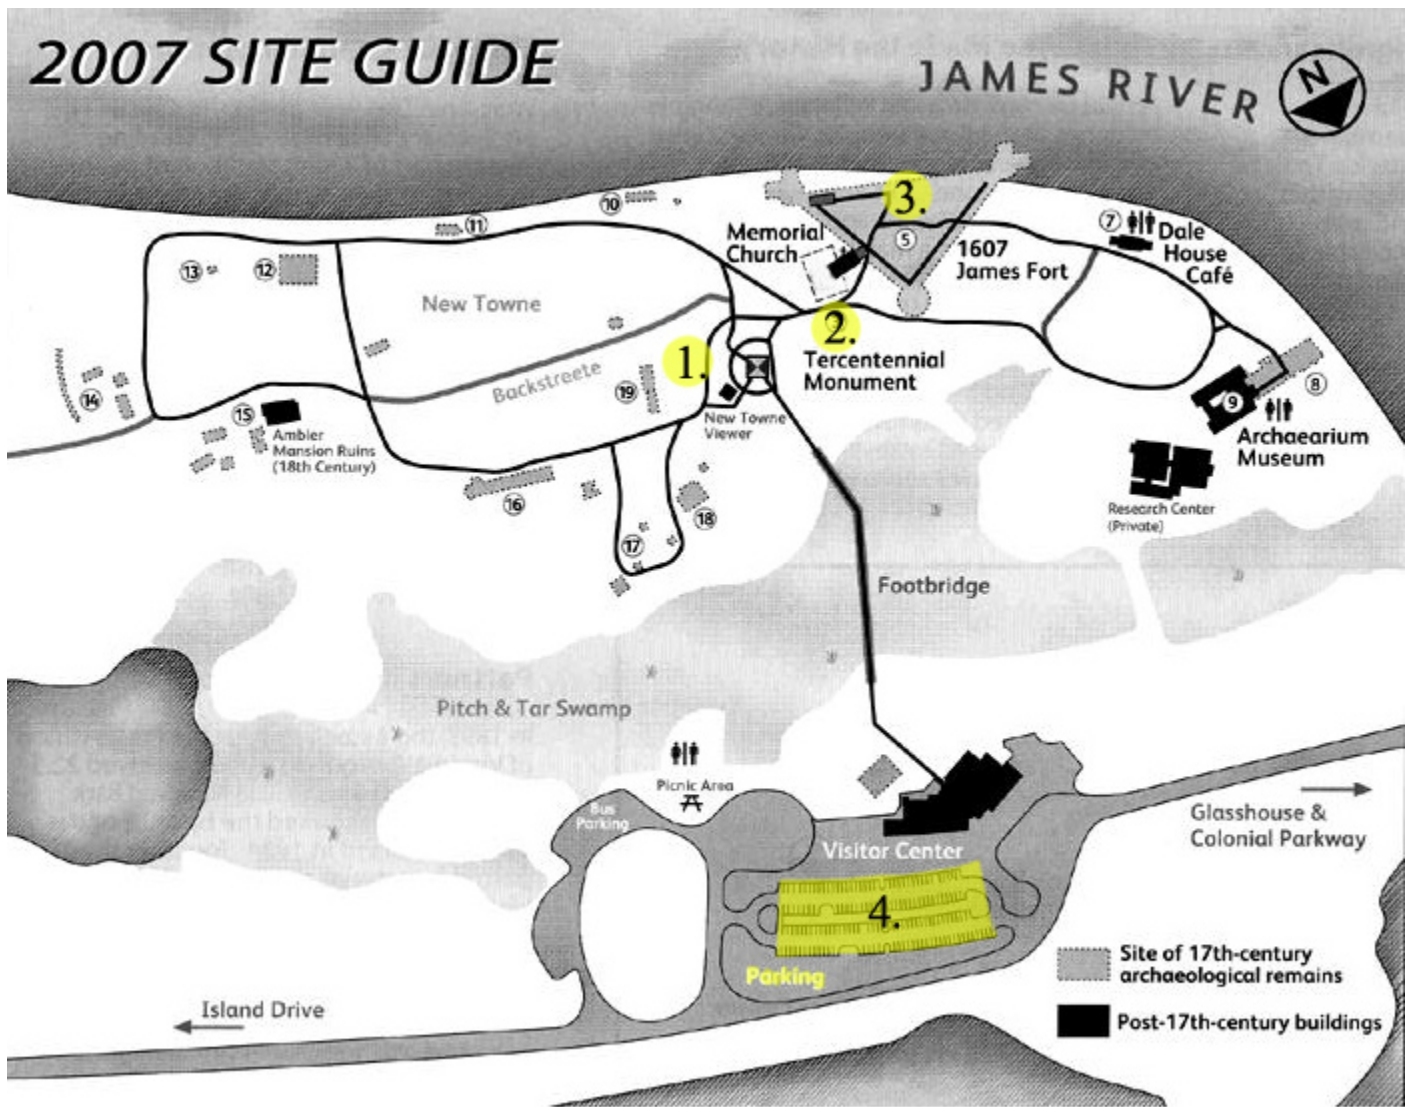 2007 SITE GUIDE
JAMES RIVER
N
3.
10
11
7
Dale
House
Café
Memorial
Church
5
1607
James Fort
13
12
New Towne
2.
1.
Tercentennial
Monument
Backstreete
19
New Towne
Viewer
14
15
Ambler
Mansion Ruins
(18th Century)
9
8
Archaearium
Museum
16
18
17
Research Center
(Private)
Footbridge
Pitch & Tar Swamp
Picnic Area
Bus
Parking
Glasshouse &
Colonial Parkway
Visitor Center
4.
Parking
Site of 17th-century
archaeological remains
Island Drive
Post-17th-century buildings